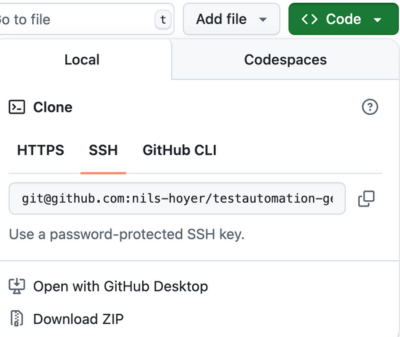 to file t Add file Code
Local Codespaces
Clone
HTTPS SSH GitHub CLI
git@github.com:nils-hoyer/testautomation-ge
Use a password-protected SSH key.
Open with GitHub Desktop
Download ZIP